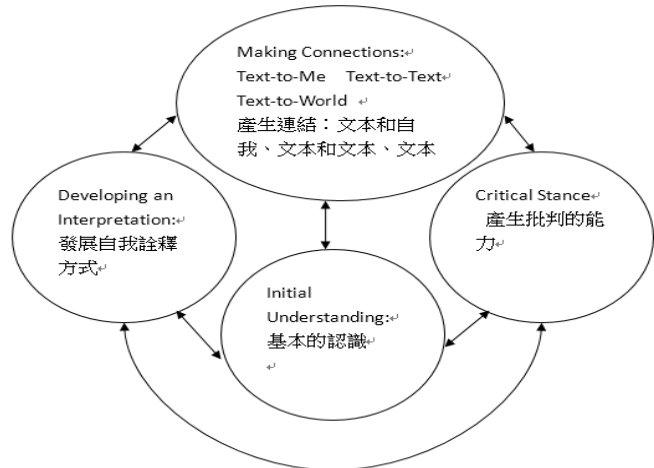 Making Connections:
Text-to-Me Text-to-Text
Text-to-World
產生連結：文本和自
我、文本和文本、文本
Developing an
Interpretation:
發展自我詮釋
方式
Critical Stance
產生批判的能
力
Initial
Understanding:
基本的認識